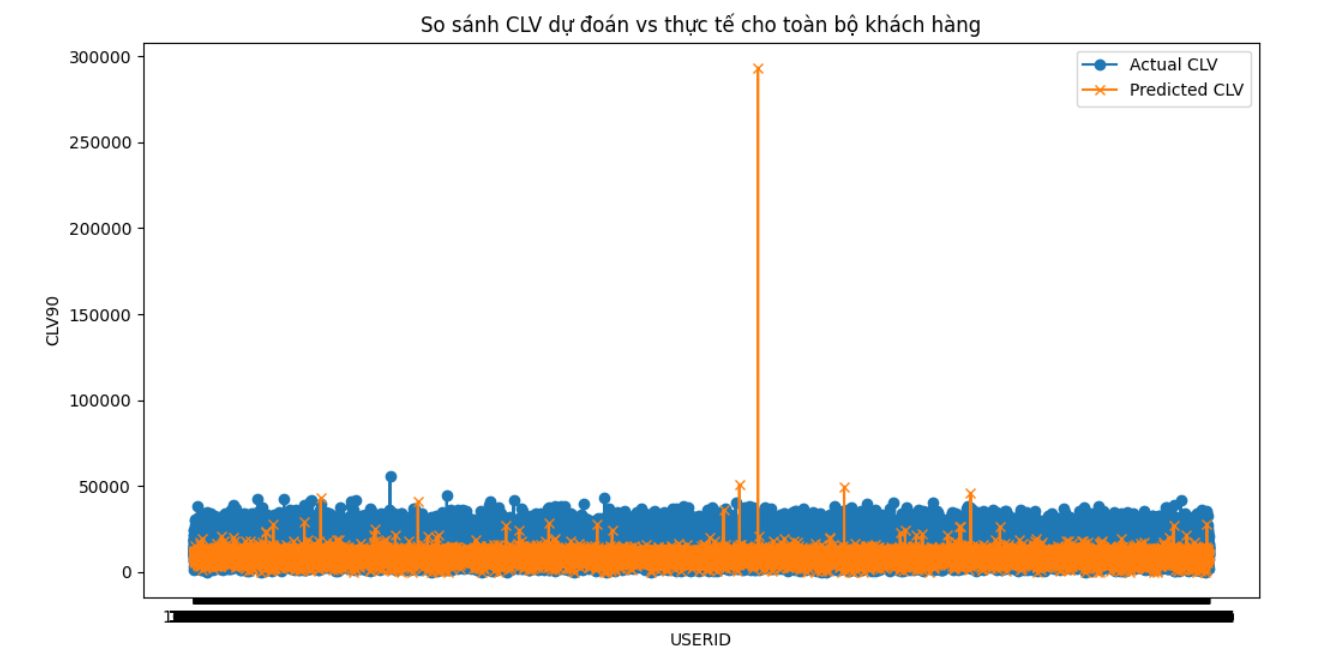 So sánh CLV dự đoán vs thực tế cho toàn bộ khách hàng
300000
250000
200000
150000
100000
50000
0
CLV90
Actual CLV
Predicted CLV
USERID